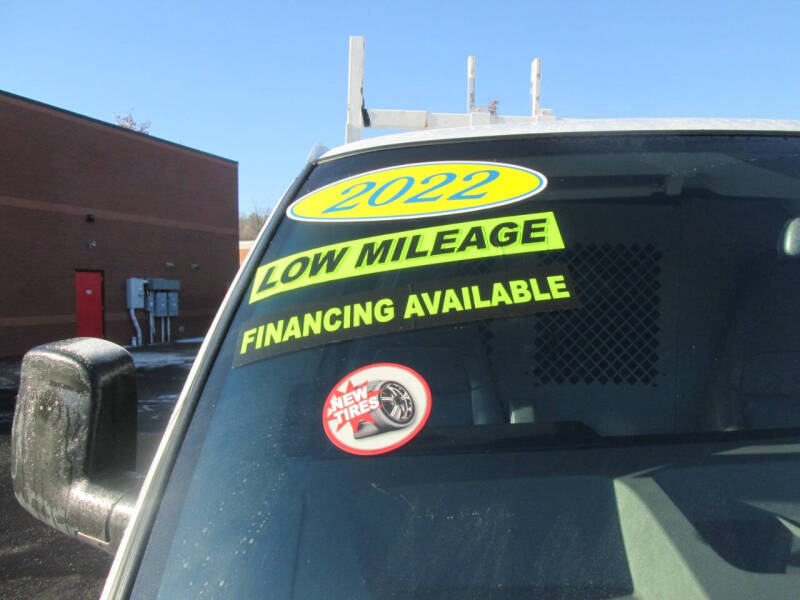 2022
LOW MILEAGE
FINANCING AVAILABLE
NEW
TIRES